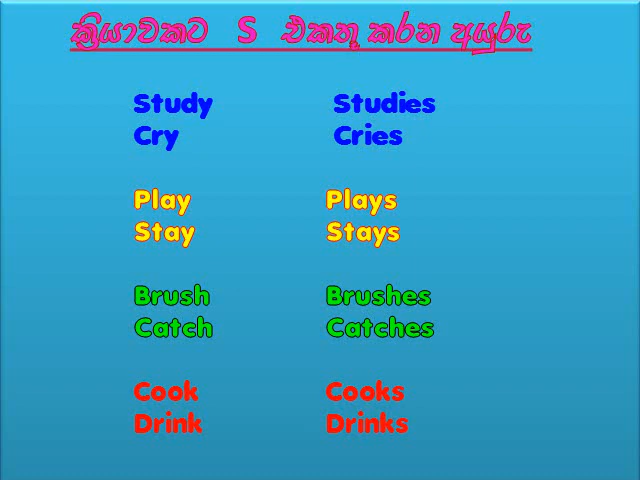 ක්‍රියාවකට S එකතු කරන අයුරු
Study Studies
Cry Cries
Play Plays
Stay Stays
Brush Brushes
Catch Catches
Cook Cooks
Drink Drinks